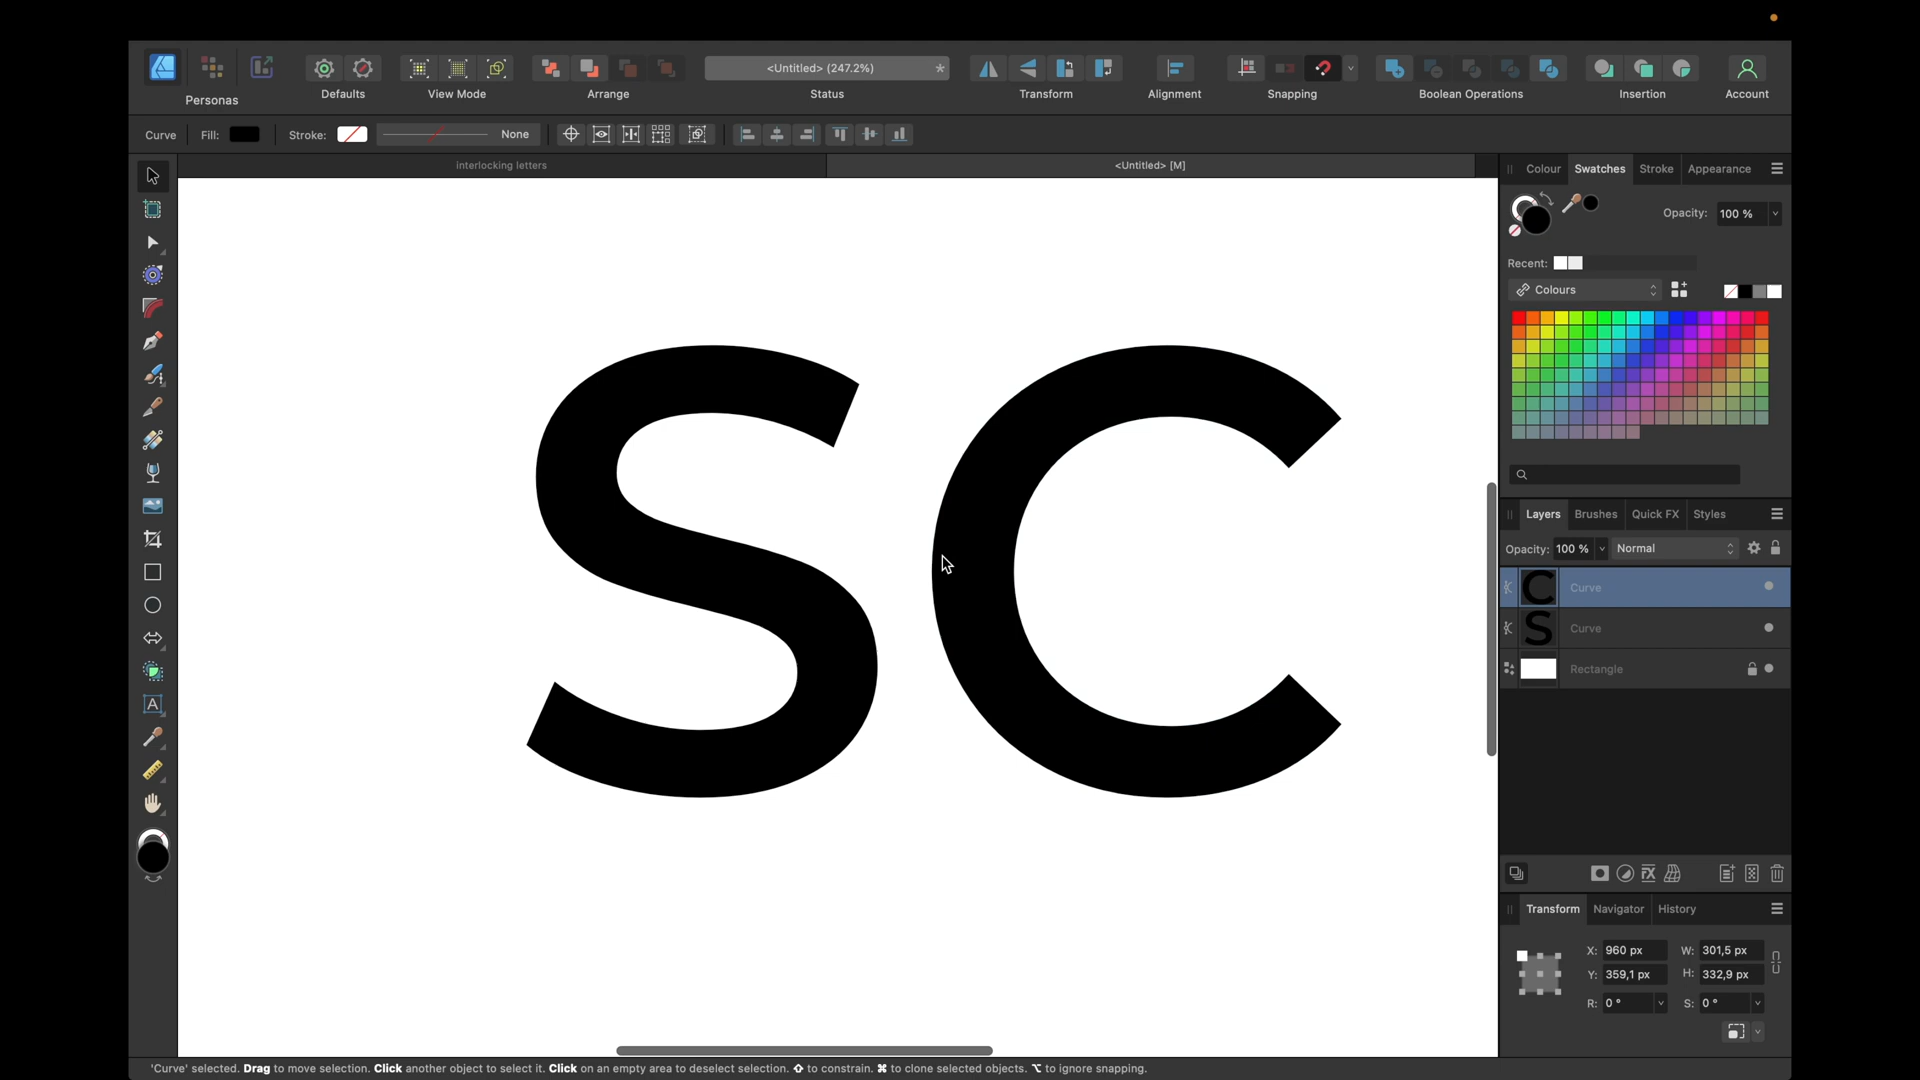 <Untitled> (247.2%) *
Personas
Defaults
View Mode
Arrange
Status
Transform
Alignment
Snapping
Boolean Operations
Insertion
Account
Curve
Fill:
Stroke:
None
interlocking letters
<Untitled> [M]
Colour
Swatches
Stroke
Appearance
Opacity:
100 %
Recent:
Colours
SC
Layers
Brushes
Quick FX
Styles
Opacity:
100 %
Normal
C
Curve
S
Curve
Rectangle
Transform
Navigator
History
X: 960 px
W: 301,5 px
Y: 359,1 px
H: 332,9 px
R: 0 °
S: 0 °
'Curve' selected. Drag to move selection. Click another object to select it. Click on an empty area to deselect selection. ⇧ to constrain. ⌘ to clone selected objects. ⌥ to ignore snapping.